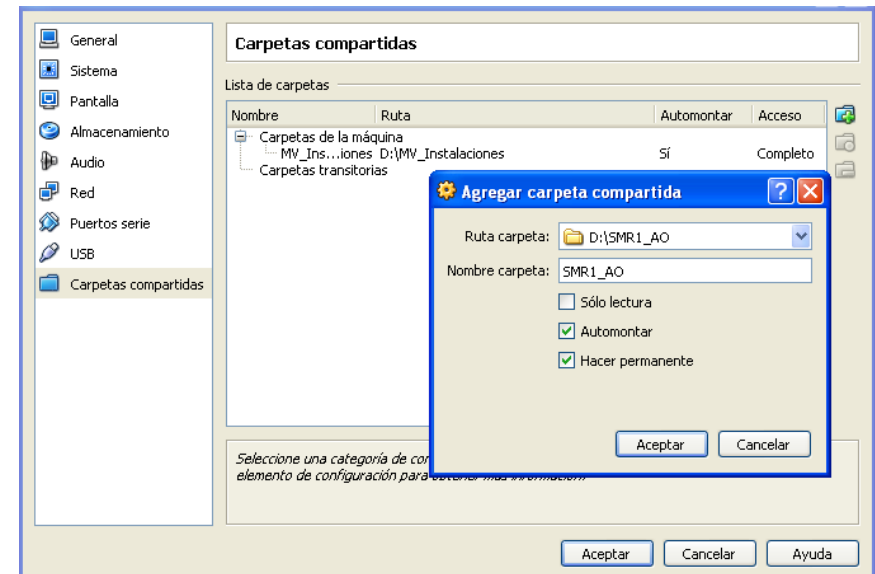 General
Sistema
Pantalla
Almacenamiento
Audio
Red
Puertos serie
USB
Carpetas compartidas
Carpetas compartidas
Lista de carpetas
Nombre Ruta Automontar Acceso
Carpetas de la máquina
MV_Ins...iones D:\MV_Instalaciones Sí Completo
Carpetas transitorias
Agregar carpeta compartida
Ruta carpeta: D:\SMR1_AO
Nombre carpeta: SMR1_AO
Sólo lectura
Automontar
Hacer permanente
Aceptar Cancelar
Seleccione una categoría de
elemento de configuración para
Aceptar Cancelar Ayuda